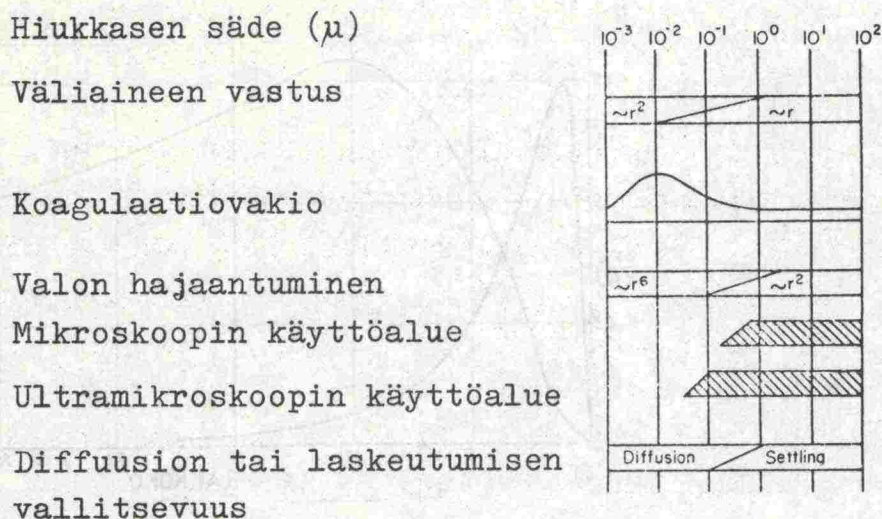 Hiukkasen säde (μ)
10⁻³ 10⁻² 10⁻¹ 10⁰ 10¹ 10²
Väliaineen vastus
~r² ~r
Koagulaatiovakio
Valon hajaantuminen
~r⁶ ~r²
Mikroskoopin käyttöalue
Ultramikroskoopin käyttöalue
Diffuusion tai laskeutumisen
vallitsevuus
Diffusion Settling